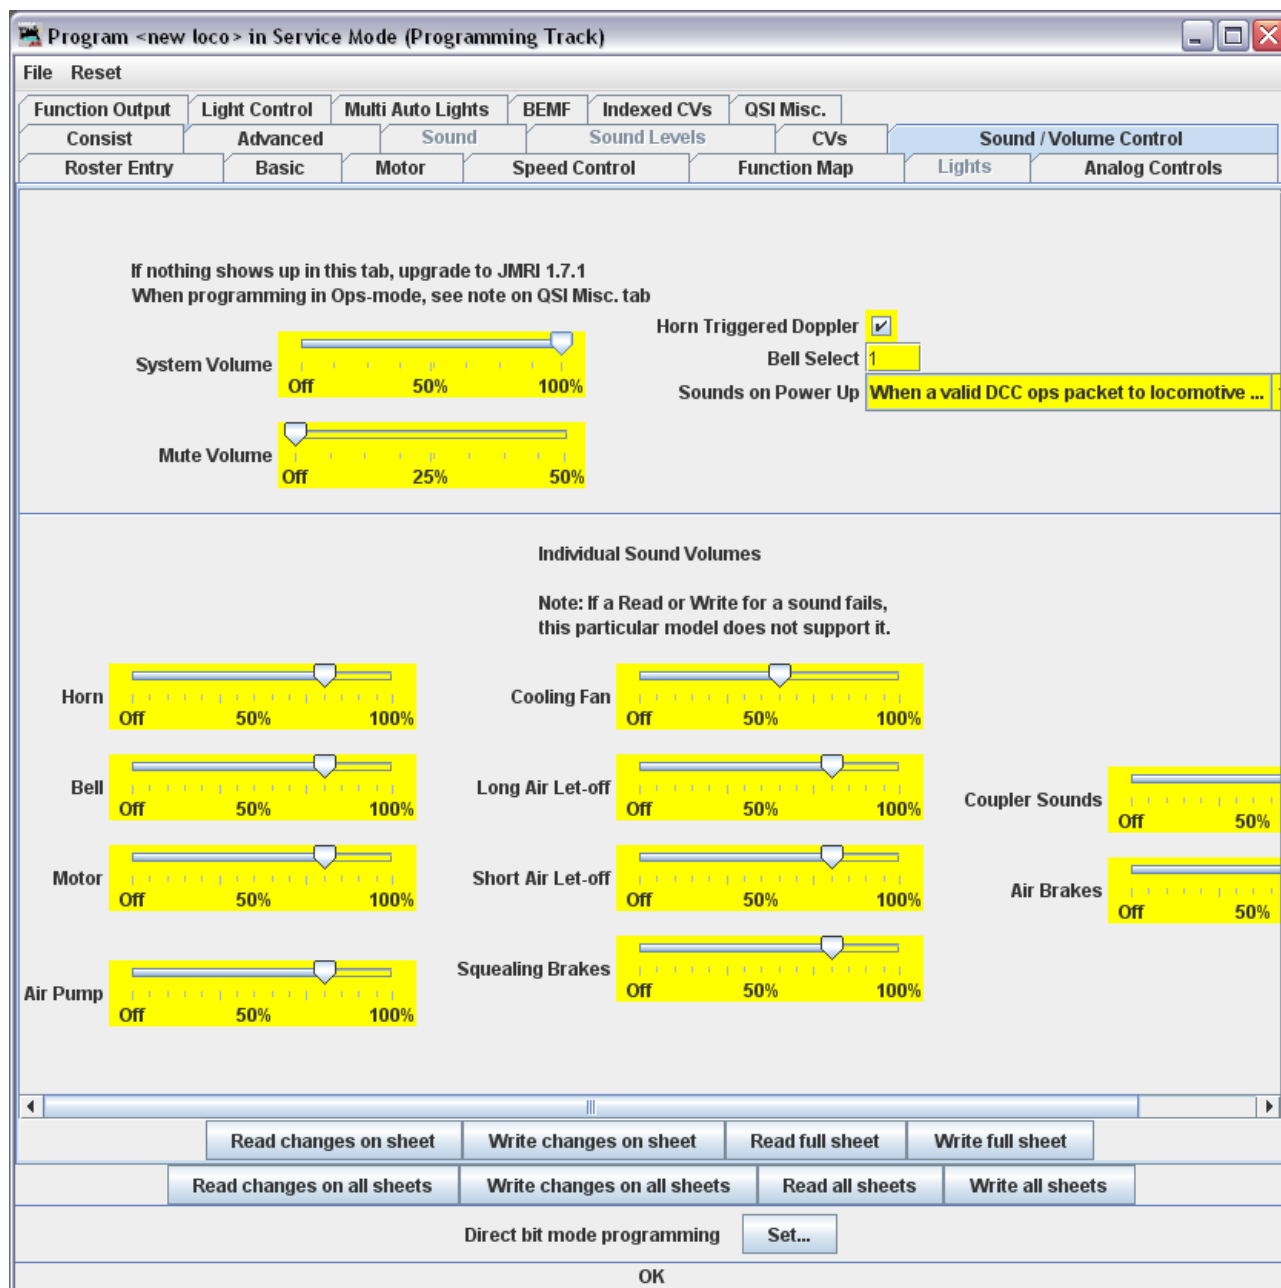 Program <new loco> in Service Mode (Programming Track)
File Reset
Function Output Light Control Multi Auto Lights BEMF Indexed CVs QSI Misc.
Consist Advanced Sound Sound Levels CVs Sound / Volume Control
Roster Entry Basic Motor Speed Control Function Map Lights Analog Controls
If nothing shows up in this tab, upgrade to JMRI 1.7.1
When programming in Ops-mode, see note on QSI Misc. tab
System Volume
Off 50% 100%
Mute Volume
Off 25% 50%
Horn Triggered Doppler
Bell Select 1
Sounds on Power Up When a valid DCC ops packet to locomotive ...
Individual Sound Volumes
Note: If a Read or Write for a sound fails,
this particular model does not support it.
Horn
Off 50% 100%
Bell
Off 50% 100%
Motor
Off 50% 100%
Air Pump
Off 50% 100%
Cooling Fan
Off 50% 100%
Long Air Let-off
Off 50% 100%
Short Air Let-off
Off 50% 100%
Squealing Brakes
Off 50% 100%
Coupler Sounds
Off 50%
Air Brakes
Off 50%
Read changes on sheet Write changes on sheet Read full sheet Write full sheet
Read changes on all sheets Write changes on all sheets Read all sheets Write all sheets
Direct bit mode programming Set...
OK